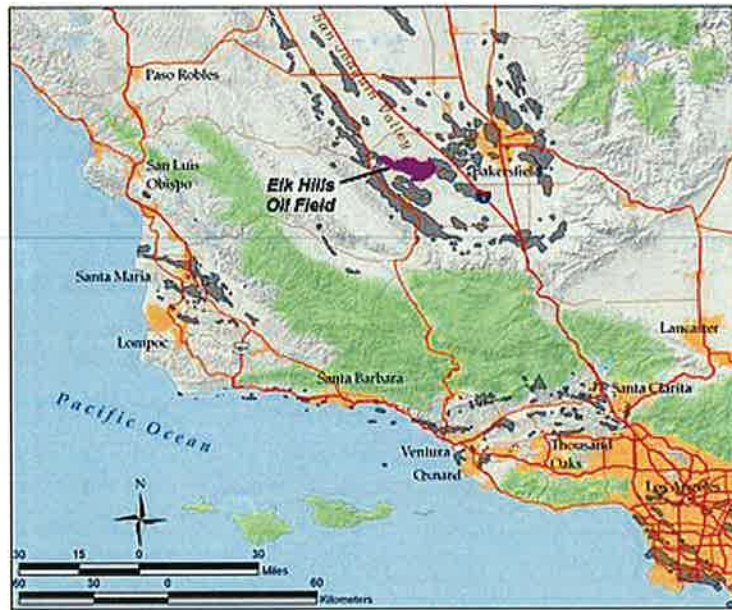 Paso Robles
San Joaquin Valley
San Luis
Obispo
Elk Hills
Oil Field
Bakersfield
Santa Maria
Lompoc
Lancaster
Santa Barbara
Santa Clarita
Pacific Ocean
Ventura
Oxnard
Thousand
Oaks
Los Angeles
N
30 15 0 30
Miles
60 30 0 60
Kilometers